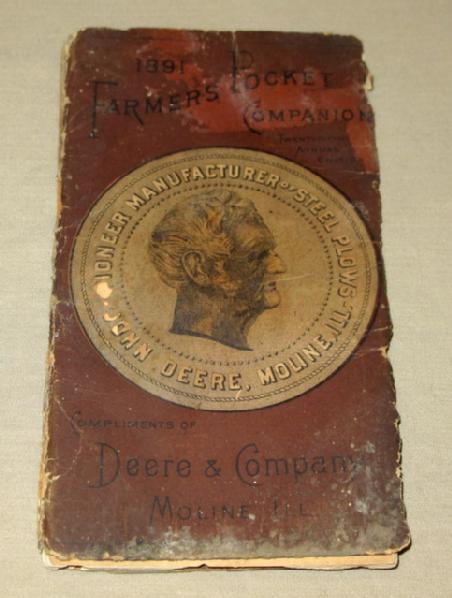 1891
POCKET
FARMERS
COMPANION
ANNUAL
PIONEER MANUFACTURER OF STEEL PLOWS
JOHN DEERE, MOLINE, ILL.
COMPLIMENTS OF
Deere & Company
MOLINE, ILL.